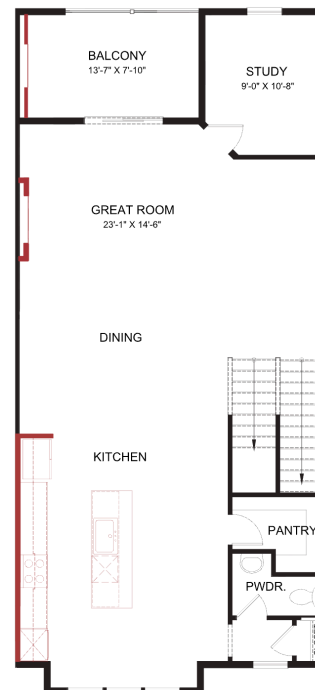 BALCONY
13'-7" X 7'-10"
STUDY
9'-0" X 10'-8"
GREAT ROOM
23'-1" X 14'-6"
DINING
KITCHEN
PANTRY
PWDR.